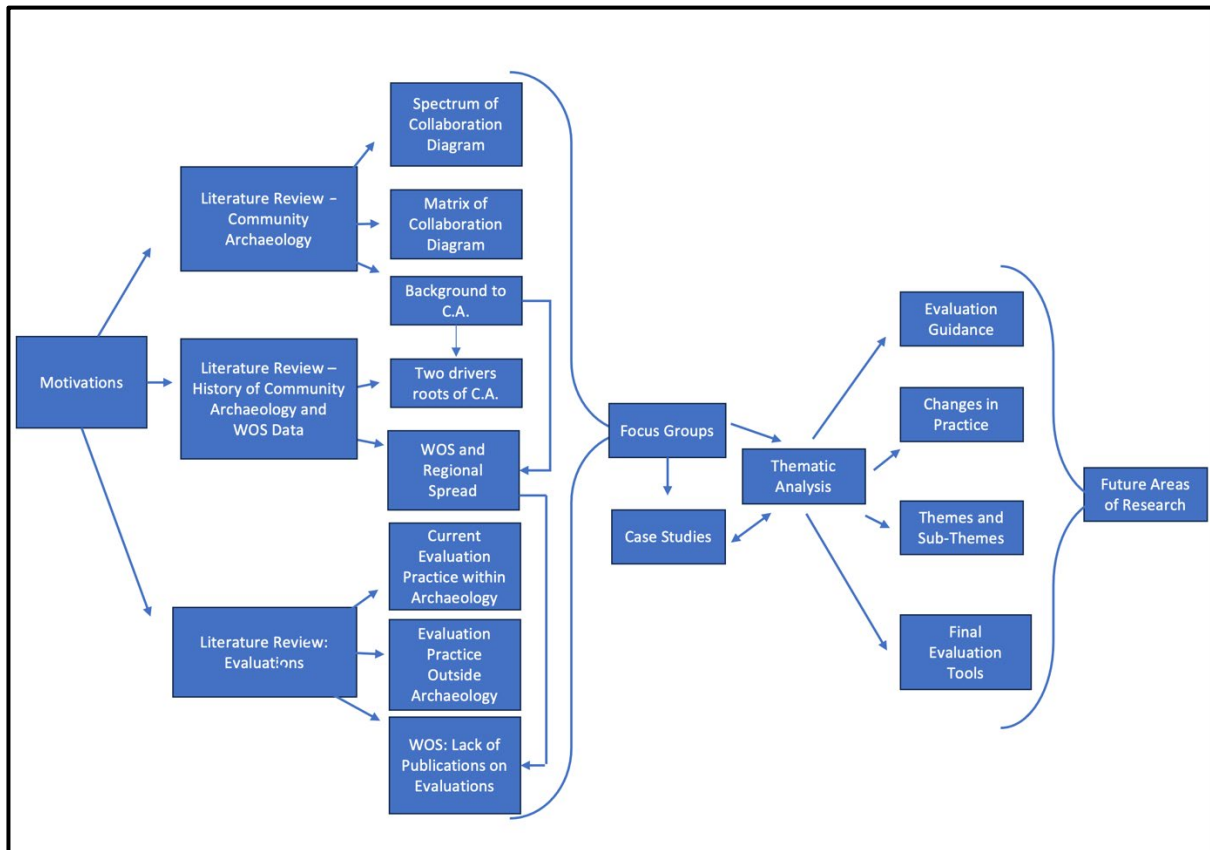 Motivations
Literature Review –
Community
Archaeology
Literature Review –
History of Community
Archaeology and
WOS Data
Literature Review:
Evaluations
Spectrum of
Collaboration
Diagram
Matrix of
Collaboration
Diagram
Background to
C.A.
Two drivers
roots of C.A.
WOS and
Regional
Spread
Current
Evaluation
Practice within
Archaeology
Evaluation
Practice
Outside
Archaeology
WOS: Lack of
Publications on
Evaluations
Focus Groups
Case Studies
Thematic
Analysis
Evaluation
Guidance
Changes in
Practice
Themes and
Sub-Themes
Final
Evaluation
Tools
Future Areas
of Research